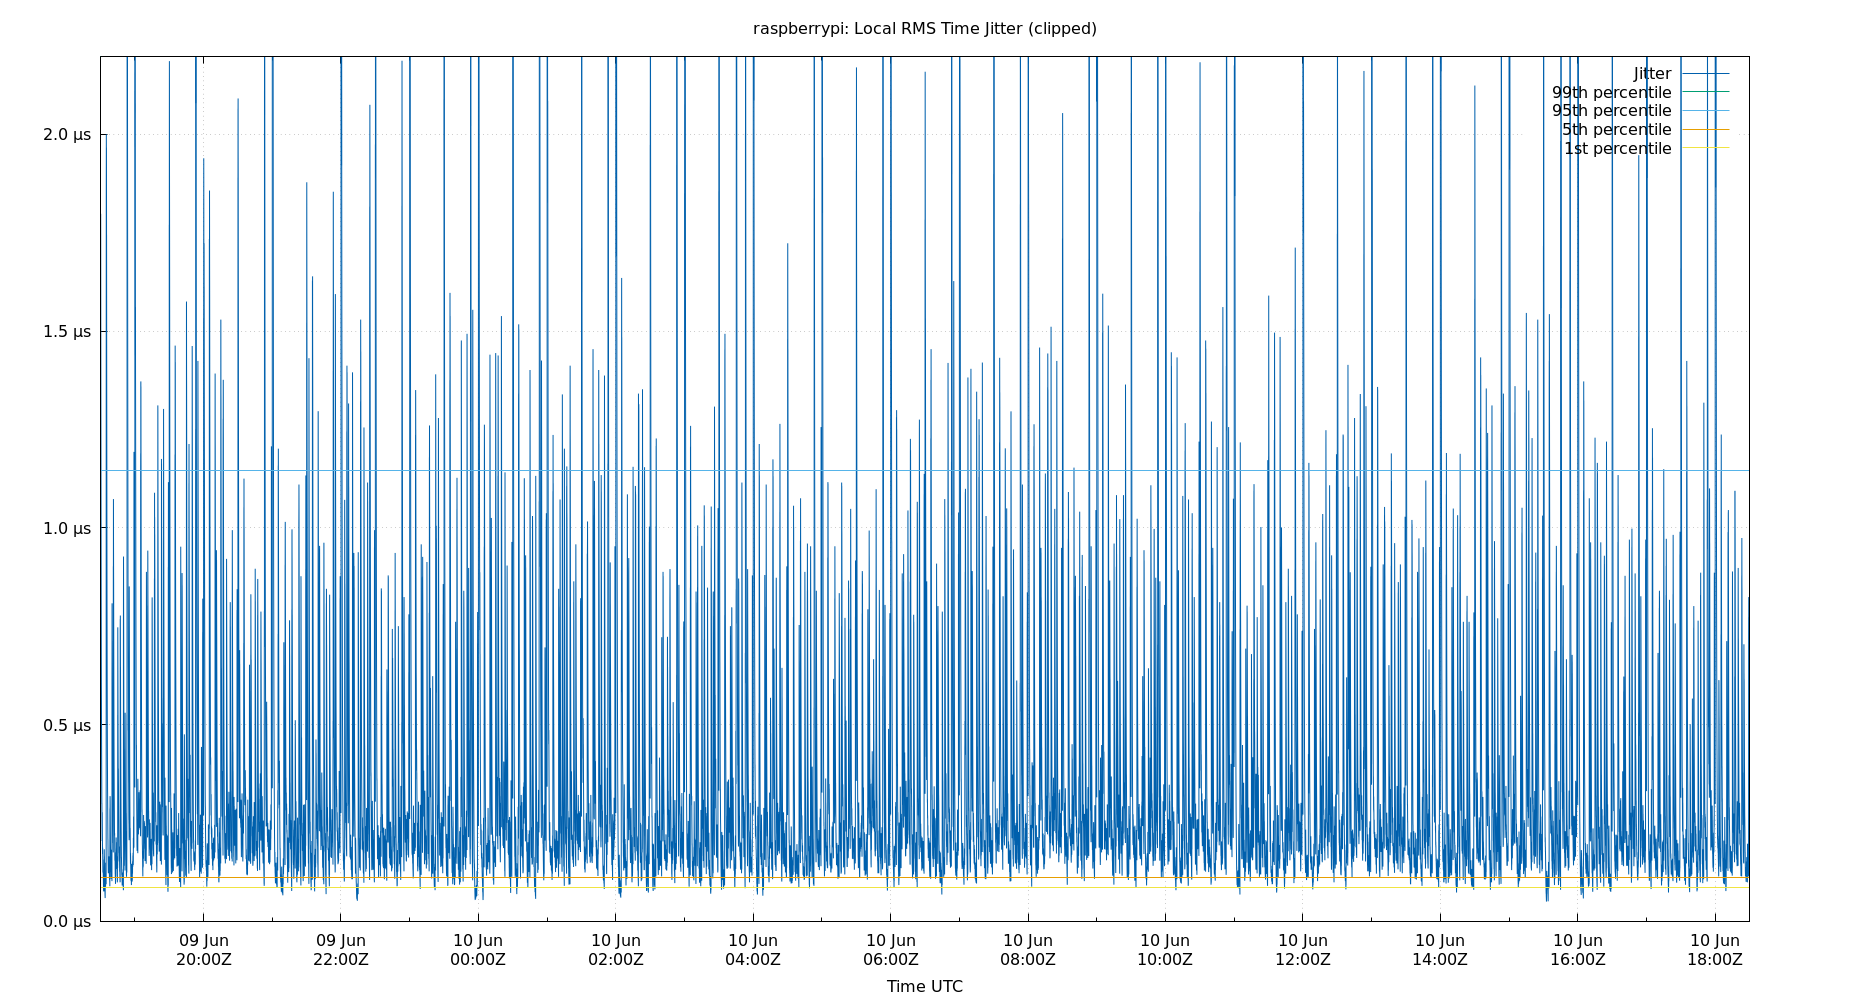 raspberrypi: Local RMS Time Jitter (clipped)
Jitter
99th percentile
95th percentile
5th percentile
1st percentile
2.0 µs
1.5 µs
1.0 µs
0.5 µs
0.0 µs
09 Jun 09 Jun 10 Jun 10 Jun 10 Jun 10 Jun 10 Jun 10 Jun 10 Jun 10 Jun 10 Jun 10 Jun
20:00Z 22:00Z 00:00Z 02:00Z 04:00Z 06:00Z 08:00Z 10:00Z 12:00Z 14:00Z 16:00Z 18:00Z
Time UTC